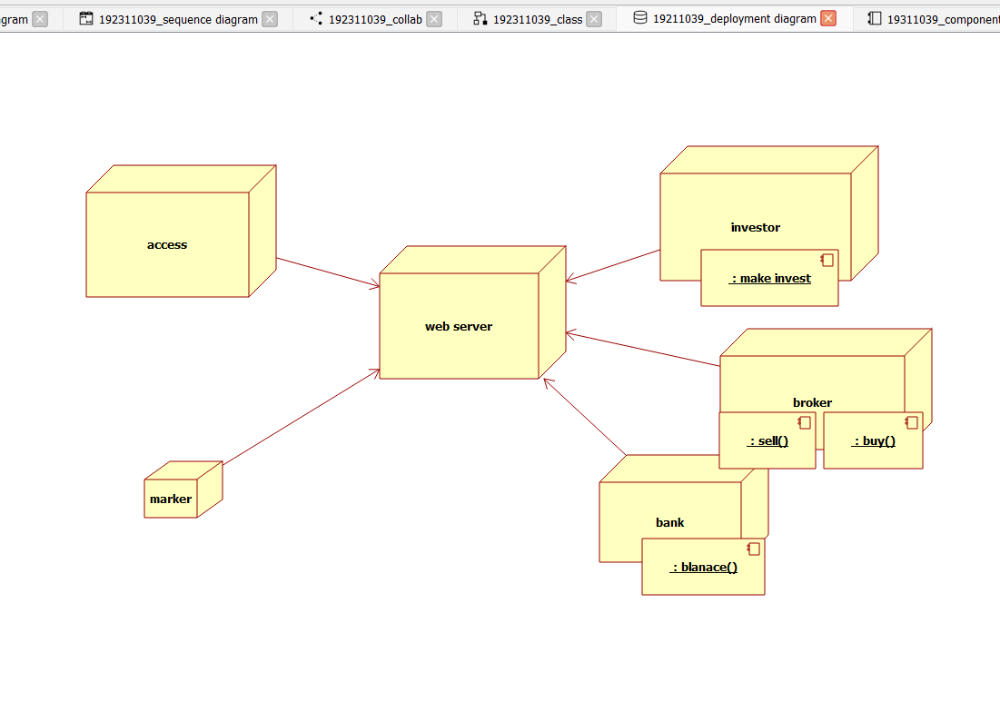 gram
192311039_sequence diagram
192311039_collab
192311039_class
19211039_deployment diagram
19311039_component
access
investor
: make invest
web server
broker
: sell()
: buy()
marker
bank
: blanace()